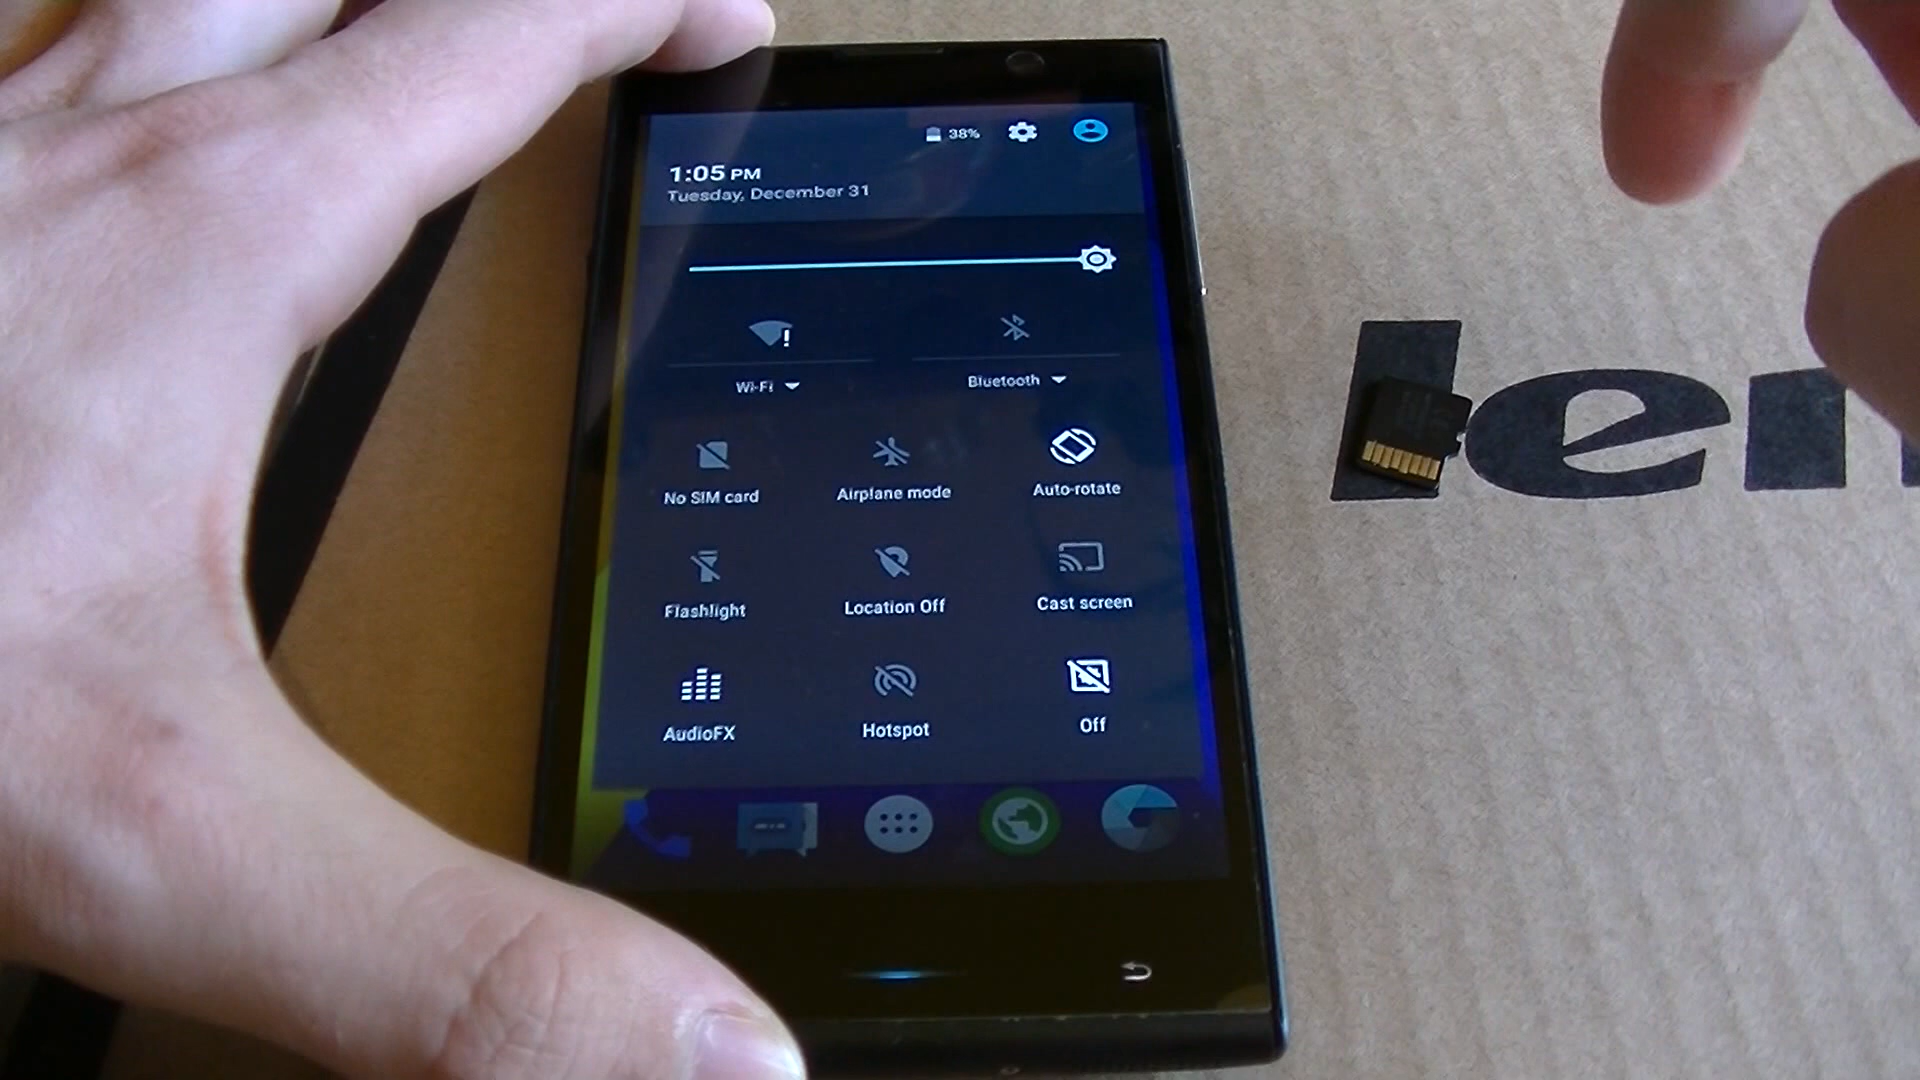 38%
1:05 PM
Tuesday, December 31
Wi-Fi
Bluetooth
No SIM card
Airplane mode
Auto-rotate
Flashlight
Location Off
Cast screen
AudioFX
Hotspot
Off
len